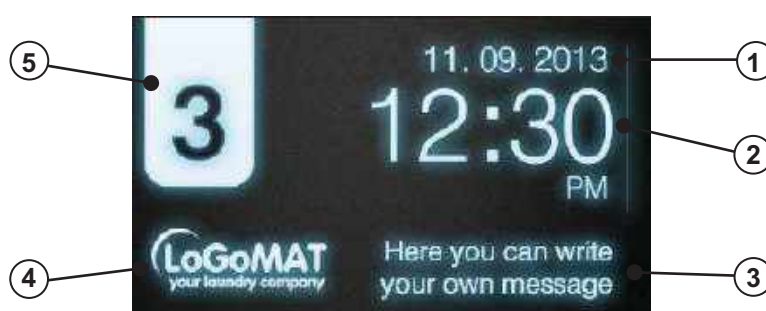 5
3
11. 09. 2013
1
12:30
2
PM
4
LoGoMAT
your laundry company
Here you can write
your own message
3